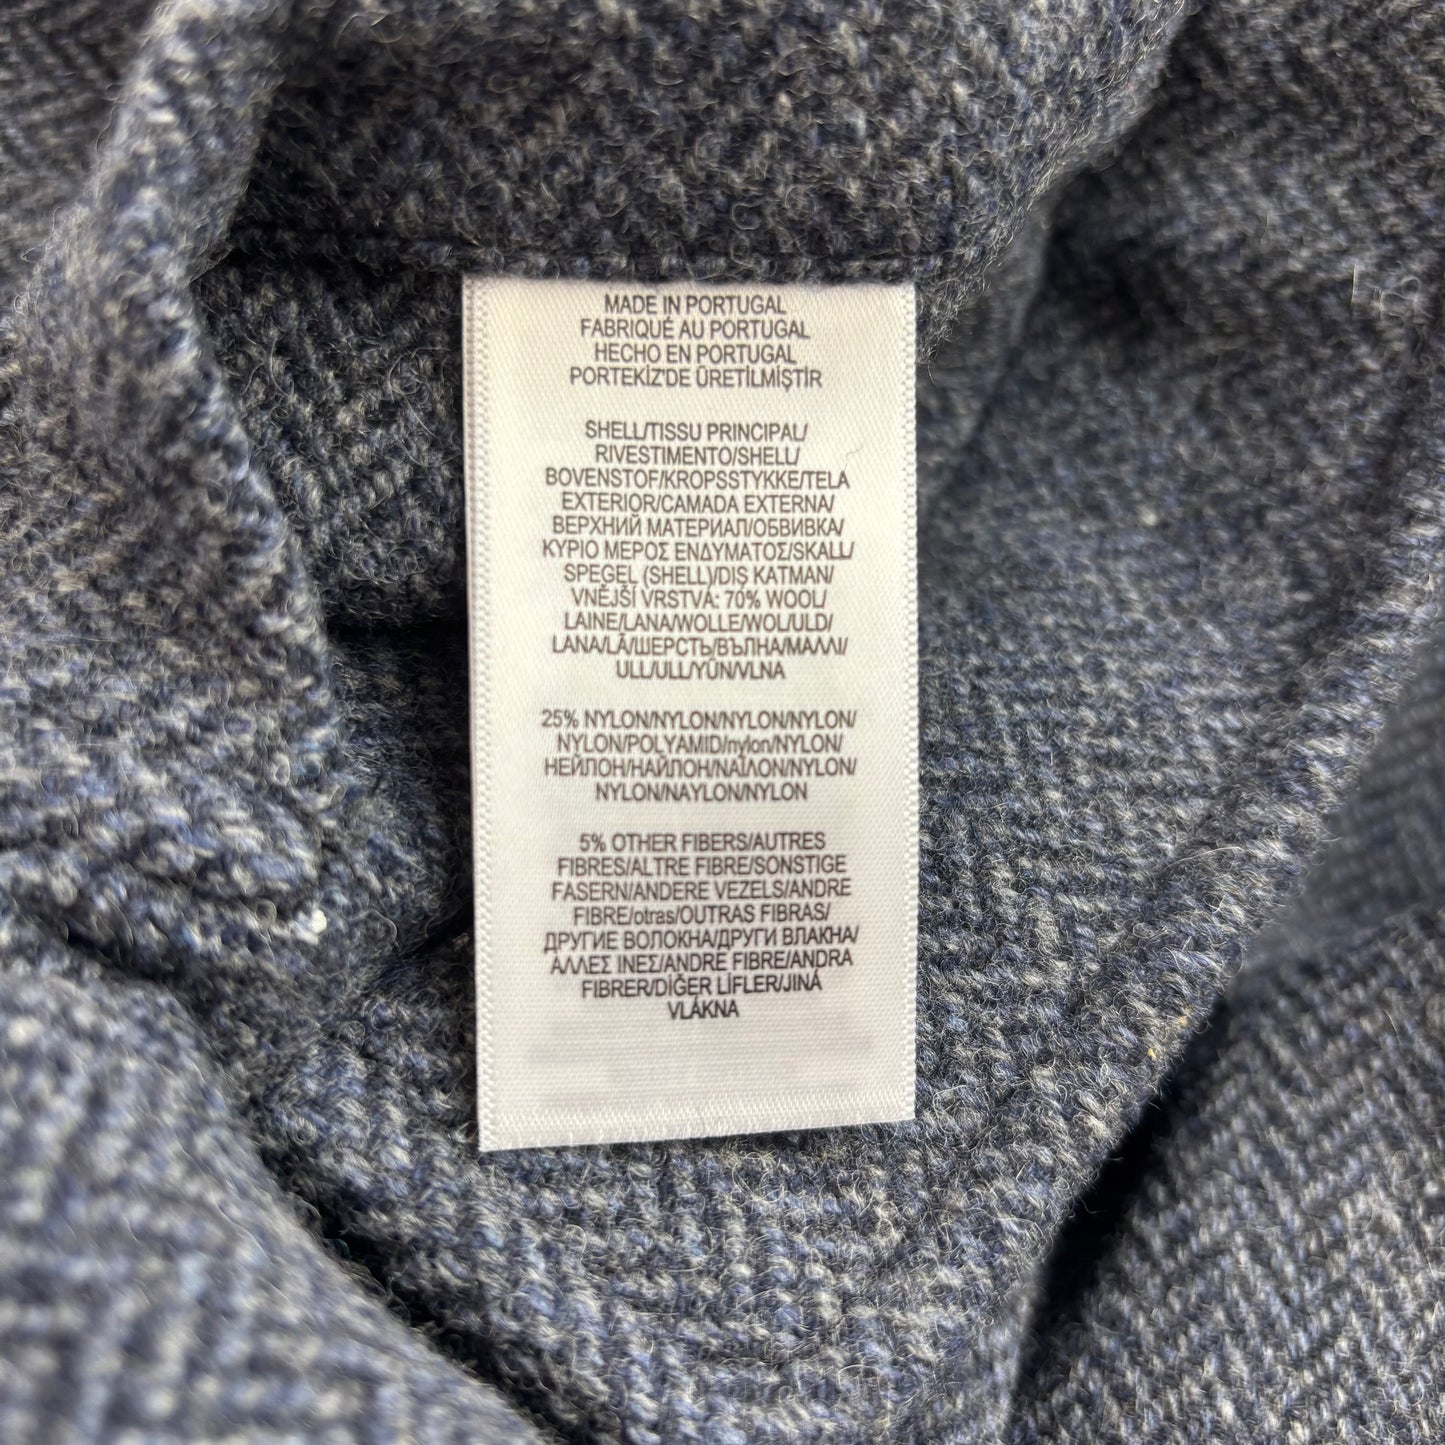 MADE IN PORTUGAL
FABRIQUÉ AU PORTUGAL
HECHO EN PORTUGAL
PORTEKİZ'DE ÜRETİLMİŞTİR
SHELL/TISSU PRINCIPAL/
RIVESTIMENTO/SHELL/
BOVENSTOF/KROPSSTYKKE/TELA
EXTERIOR/CAMADA EXTERNA/
ВЕРХНИЙ МАТЕРИАЛ/ОБВИВКА/
ΚΥΡΙΟ ΜΕΡΟΣ ΕΝΔΥΜΑΤΟΣ/SKALL/
SPEGEL (SHELL)/DIŞ KATMAN/
VNĚJŠÍ VRSTVA: 70% WOOL/
LAINE/LANA/WOLLE/WOL/ULD/
LANA/LÃ/ШЕРСТЬ/ВЪЛНА/ΜΑΛΛΙ/
ULL/ULL/YÜN/VLNA
25% NYLON/NYLON/NYLON/NYLON/
NYLON/POLYAMID/nylon/NYLON/
НЕЙЛОН/НАЙЛОН/ΝΑΪΛΟΝ/NYLON/
NYLON/NAYLON/NYLON
5% OTHER FIBERS/AUTRES
FIBRES/ALTRE FIBRE/SONSTIGE
FASERN/ANDERE VEZELS/ANDRE
FIBRE/otras/OUTRAS FIBRAS/
ДРУГИЕ ВОЛОКНА/ДРУГИ ВЛАКНА/
ΑΛΛΕΣ ΙΝΕΣ/ANDRE FIBRE/ANDRA
FIBRER/DİĞER LİFLER/JINÁ
VLÁKNA